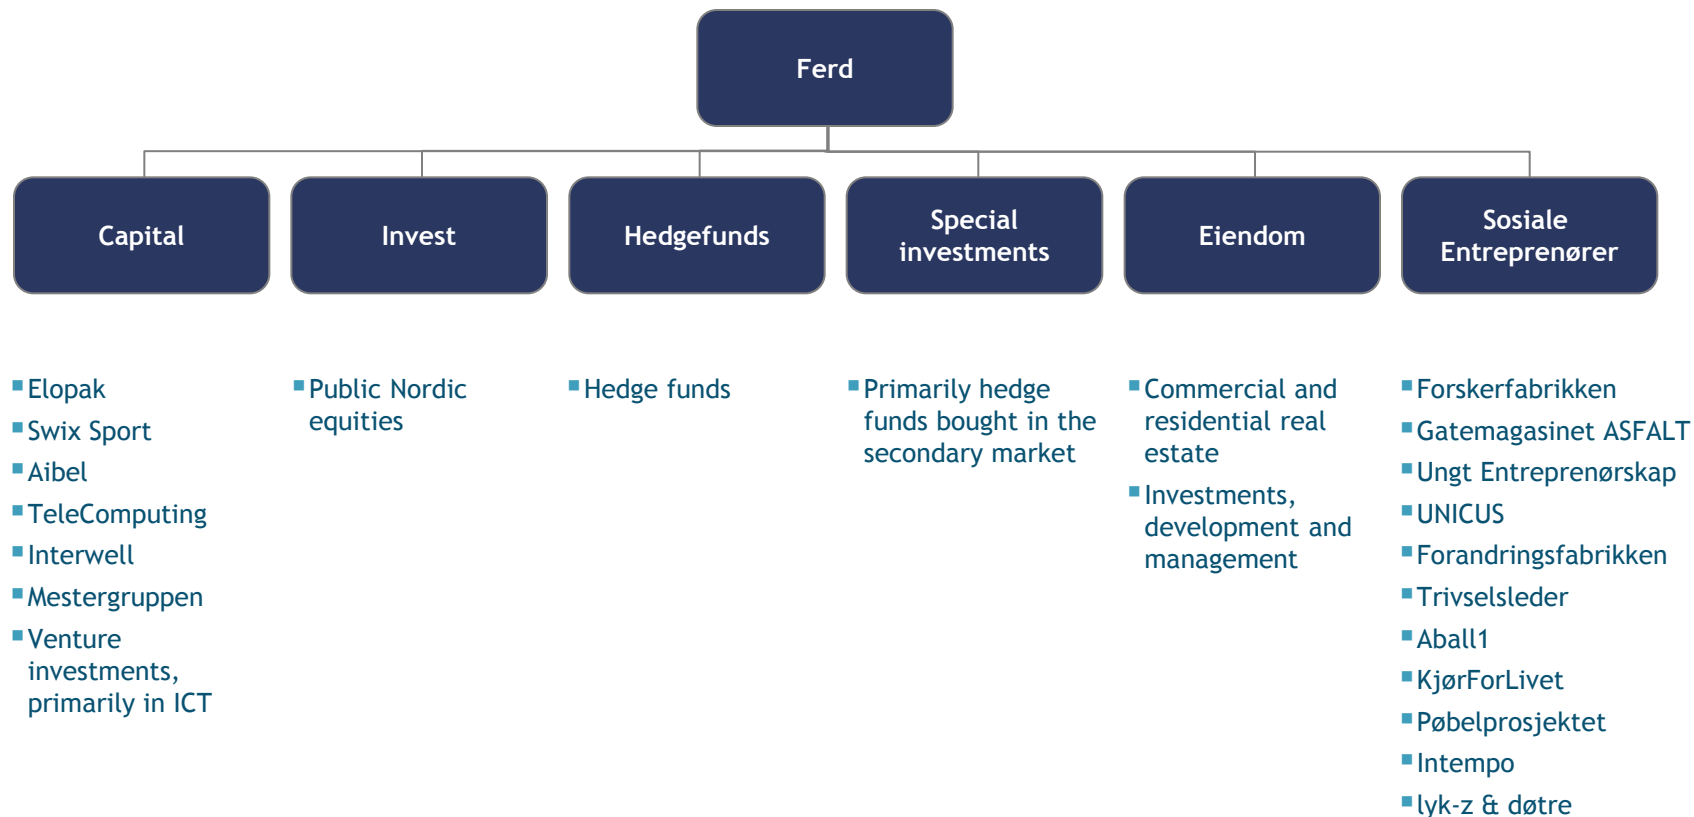 Ferd
Capital
Invest
Hedgefunds
Special
investments
Eiendom
Sosiale
Entreprenører
Elopak
Swix Sport
Aibel
TeleComputing
Interwell
Mestergruppen
Venture
investments,
primarily in ICT
Public Nordic
equities
Hedge funds
Primarily hedge
funds bought in the
secondary market
Commercial and
residential real
estate
Investments,
development and
management
Forskerfabrikken
Gatemagasinet ASFALT
Ungt Entreprenørskap
UNICUS
Forandringsfabrikken
Trivselsleder
Aball1
KjørForLivet
Pøbelprosjektet
Intempo
lyk-z & døtre